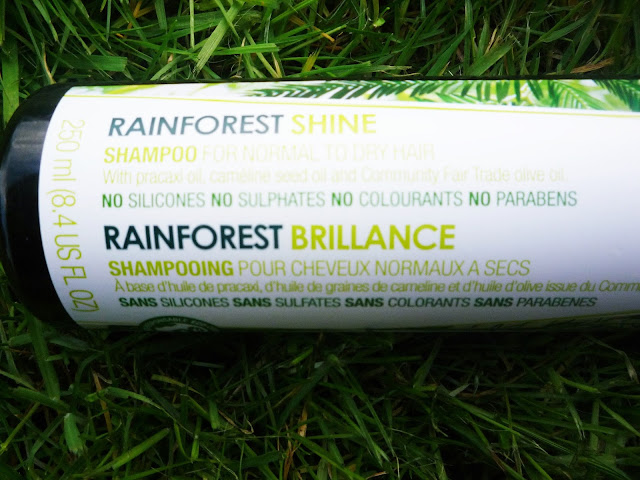 RAINFOREST SHINE
SHAMPOO FOR NORMAL TO DRY HAIR
With pracaxi oil, cameline seed oil and Community Fair Trade olive oil.
NO SILICONES NO SULPHATES NO COLOURANTS NO PARABENS
RAINFOREST BRILLANCE
SHAMPOOING POUR CHEVEUX NORMAUX A SECS
À base d'huile de pracaxi, d'huile de graines de cameline et d'huile d'olive issue du Comm
SANS SILICONES SANS SULFATES SANS COLORANTS SANS PARABENES
250 ml (8.4 US FL OZ)